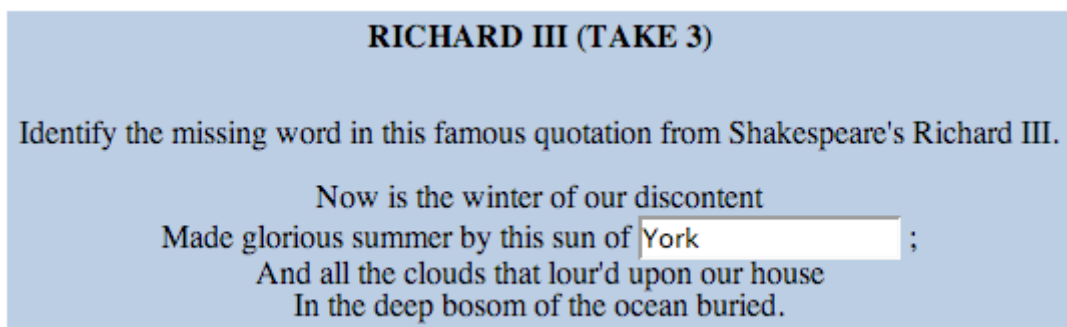 RICHARD III (TAKE 3)
Identify the missing word in this famous quotation from Shakespeare's Richard III.
Now is the winter of our discontent
Made glorious summer by this sun of York ;
And all the clouds that lour'd upon our house
In the deep bosom of the ocean buried.